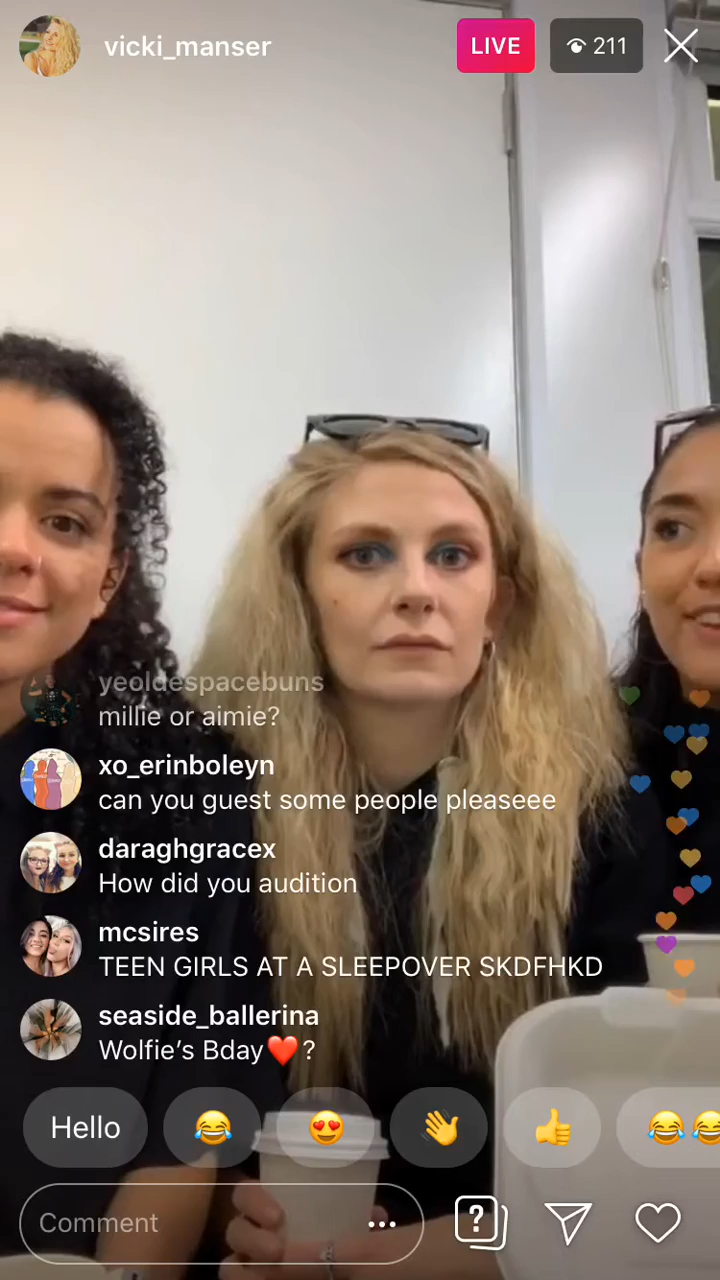 vicki_manser
LIVE
211
yeoldespacebuns
millie or aimie?
xo_erinboleyn
can you guest some people pleaseee
daraghgracex
How did you audition
mcsires
TEEN GIRLS AT A SLEEPOVER SKDFHKD
seaside_ballerina
Wolfie’s Bday❤️?
Hello
Comment